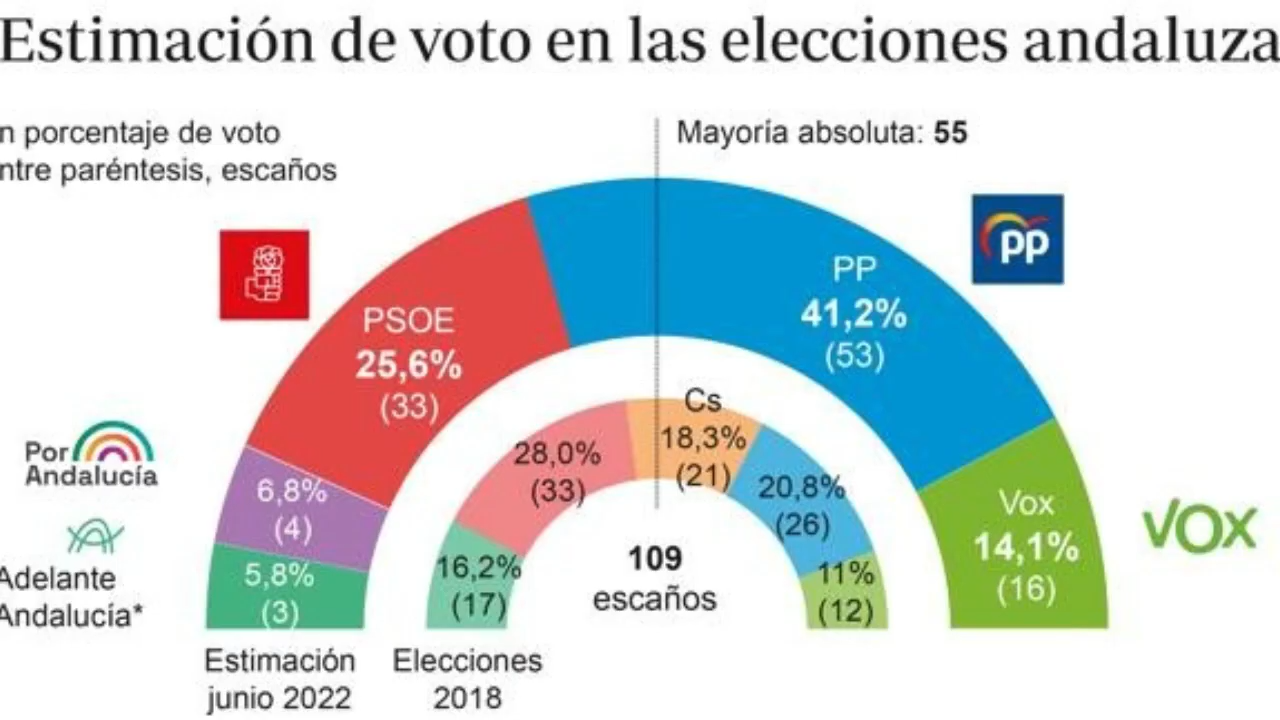 Estimación de voto en las elecciones andaluza
n porcentaje de voto
ntre paréntesis, escaños
Mayoría absoluta: 55
pp
PP
41,2%
(53)
PSOE
25,6%
(33)
Cs
18,3%
(21)
28,0%
(33)
20,8%
(26)
Por
Andalucía
6,8%
(4)
Vox
14,1%
(16)
VOX
Adelante
Andalucía*
5,8%
(3)
16,2%
(17)
109
escaños
11%
(12)
Estimación
junio 2022
Elecciones
2018